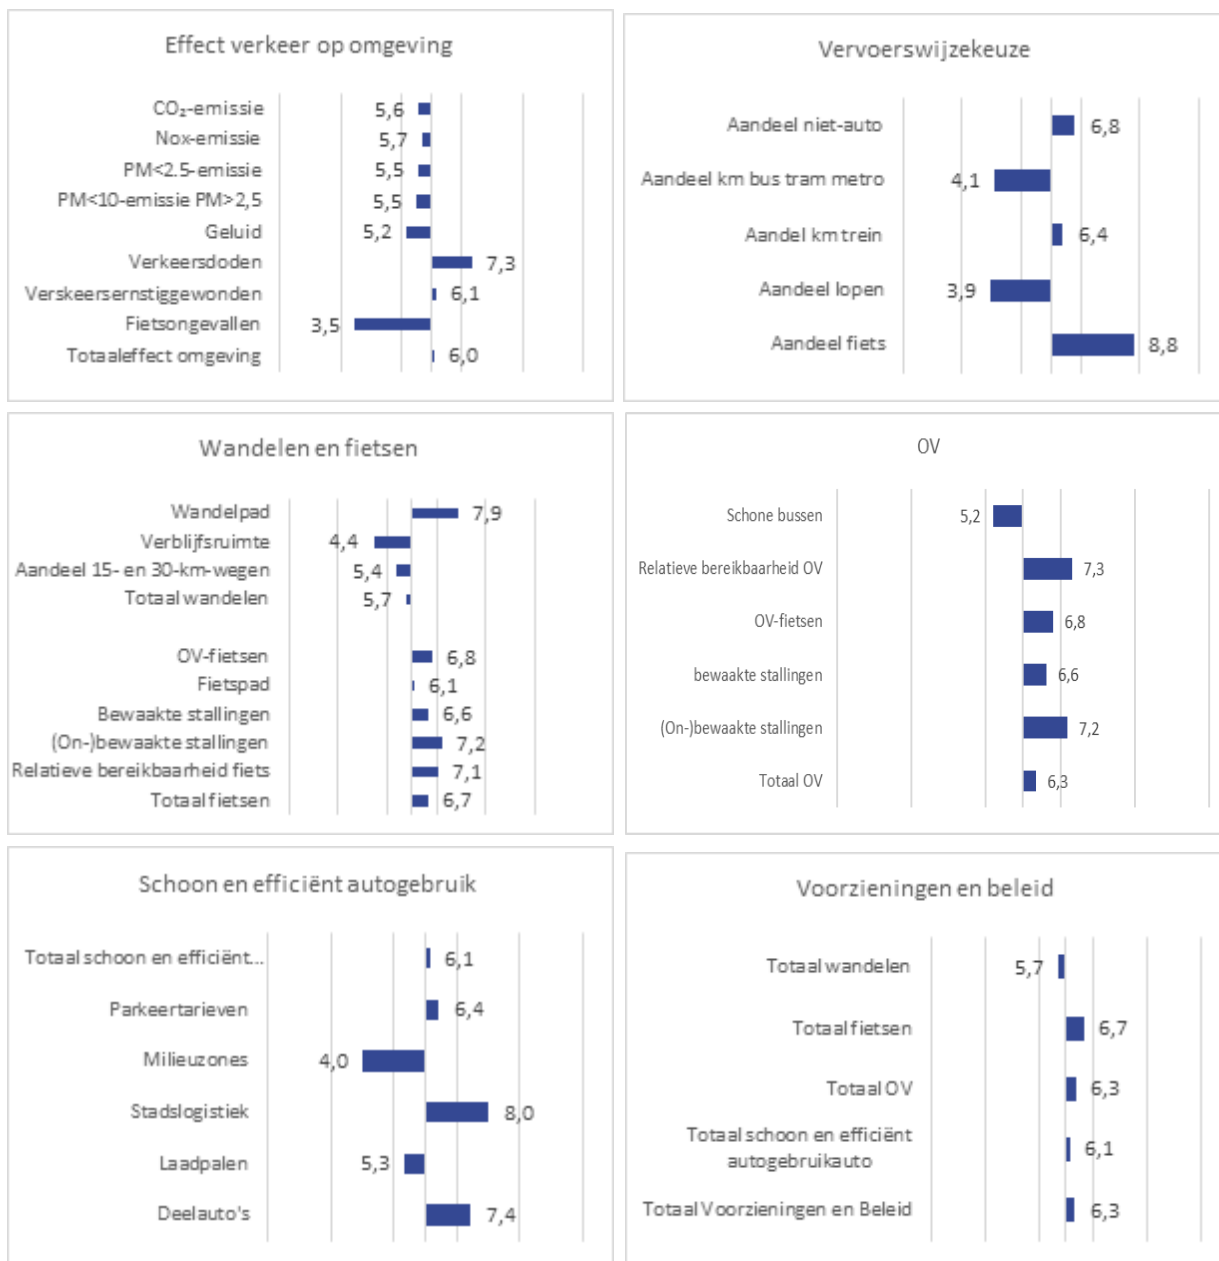 Effect verkeer op omgeving
CO₂-emissie 5,6
Nox-emissie 5,7
PM<2.5-emissie 5,5
PM<10-emissie PM>2,5 5,5
Geluid 5,2
Verkeersdoden 7,3
Verskeersernstiggewonden 6,1
Fietsongevallen 3,5
Totaaleffect omgeving 6,0
Vervoerswijzekeuze
Aandeel niet-auto 6,8
Aandeel km bus tram metro 4,1
Aandel km trein 6,4
Aandeel lopen 3,9
Aandeel fiets 8,8
Wandelen en fietsen
Wandelpad 7,9
Verblijfsruimte 4,4
Aandeel 15- en 30-km-wegen 5,4
Totaal wandelen 5,7
OV-fietsen 6,8
Fietspad 6,1
Bewaakte stallingen 6,6
(On-)bewaakte stallingen 7,2
Relatieve bereikbaarheid fiets 7,1
Totaal fietsen 6,7
OV
Schone bussen 5,2
Relatieve bereikbaarheid OV 7,3
OV-fietsen 6,8
bewaakte stallingen 6,6
(On-)bewaakte stallingen 7,2
Totaal OV 6,3
Schoon en efficiënt autogebruik
Totaal schoon en efficiënt... 6,1
Parkeertarieven 6,4
Milieuzones 4,0
Stadslogistiek 8,0
Laadpalen 5,3
Deelauto's 7,4
Voorzieningen en beleid
Totaal wandelen 5,7
Totaal fietsen 6,7
Totaal OV 6,3
Totaal schoon en efficiënt
autogebruikauto 6,1
Totaal Voorzieningen en Beleid 6,3